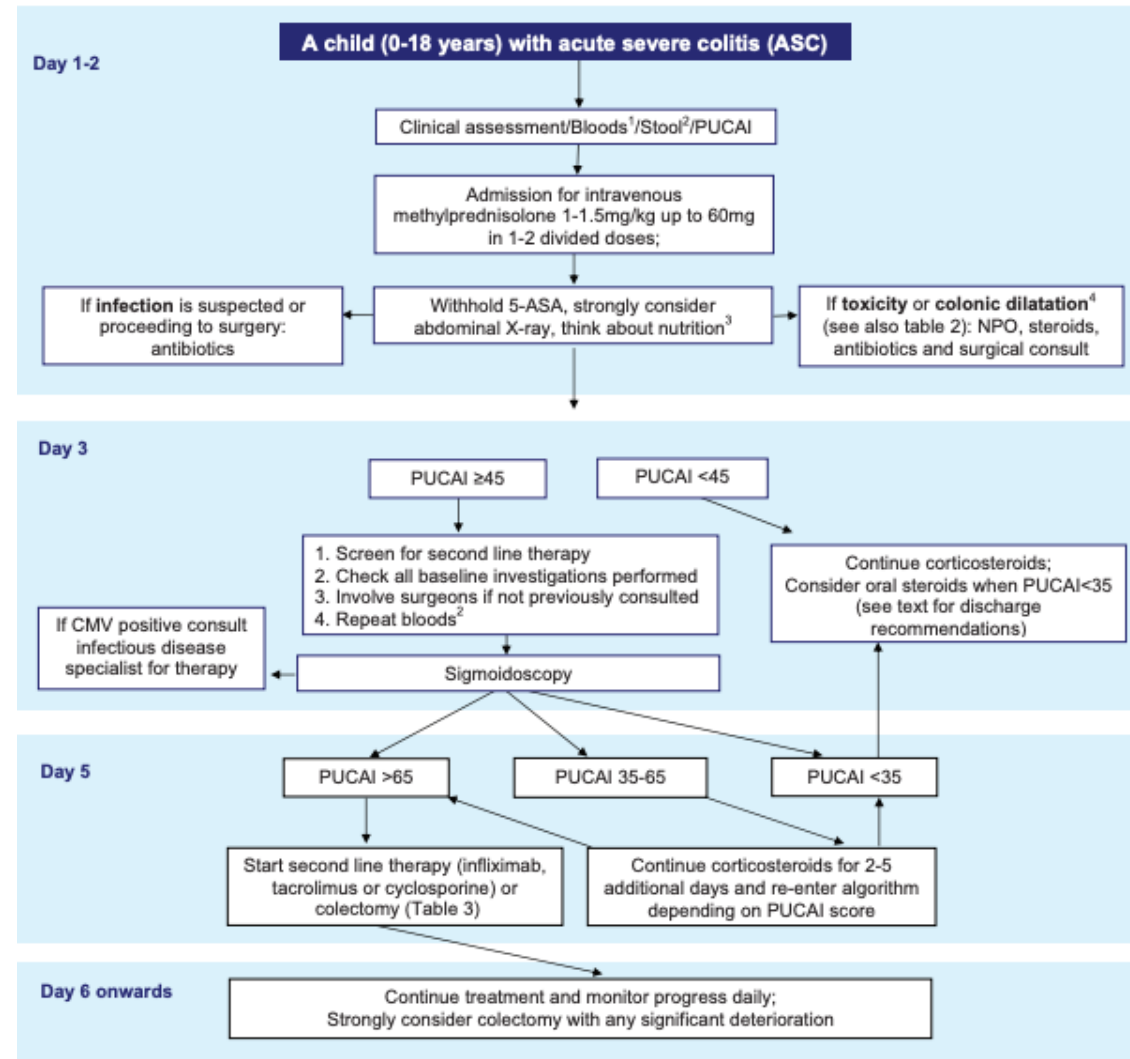 A child (0-18 years) with acute severe colitis (ASC)
Day 1-2
Clinical assessment/Bloods¹/Stool²/PUCAI
Admission for intravenous
methylprednisolone 1-1.5mg/kg up to 60mg
in 1-2 divided doses;
If infection is suspected or
proceeding to surgery:
antibiotics
Withhold 5-ASA, strongly consider
abdominal X-ray, think about nutrition³
If toxicity or colonic dilatation⁴
(see also table 2): NPO, steroids,
antibiotics and surgical consult
Day 3
PUCAI ≥45
PUCAI <45
1. Screen for second line therapy
2. Check all baseline investigations performed
3. Involve surgeons if not previously consulted
4. Repeat bloods²
Continue corticosteroids;
Consider oral steroids when PUCAI<35
(see text for discharge
recommendations)
If CMV positive consult
infectious disease
specialist for therapy
Sigmoidoscopy
Day 5
PUCAI >65
PUCAI 35-65
PUCAI <35
Start second line therapy (infliximab,
tacrolimus or cyclosporine) or
colectomy (Table 3)
Continue corticosteroids for 2-5
additional days and re-enter algorithm
depending on PUCAI score
Day 6 onwards
Continue treatment and monitor progress daily;
Strongly consider colectomy with any significant deterioration